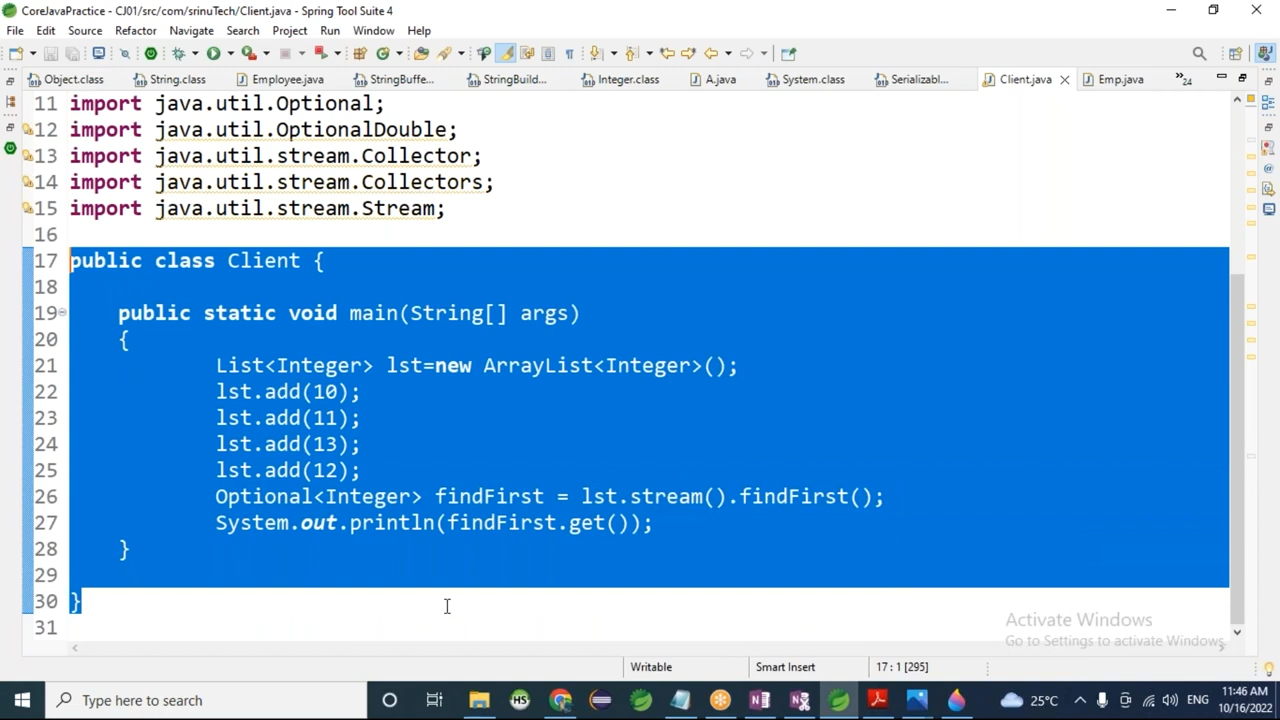 CoreJavaPractice - CJ01/src/com/srinuTech/Client.java - Spring Tool Suite 4
File Edit Source Refactor Navigate Search Project Run Window Help
Object.class String.class Employee.java StringBuffe... StringBuild... Integer.class A.java System.class Serializabl... Client.java Emp.java 24
11 import java.util.Optional;
12 import java.util.OptionalDouble;
13 import java.util.stream.Collector;
14 import java.util.stream.Collectors;
15 import java.util.stream.Stream;
16
17 public class Client {
18
19 public static void main(String[] args)
20 {
21 List<Integer> lst=new ArrayList<Integer>();
22 lst.add(10);
23 lst.add(11);
24 lst.add(13);
25 lst.add(12);
26 Optional<Integer> findFirst = lst.stream().findFirst();
27 System.out.println(findFirst.get());
28 }
29
30 }
31
Activate Windows
Go to Settings to activate Windows.
Writable Smart Insert 17 : 1 [295]
Type here to search
HS
25°C
ENG
11:46 AM
10/16/2022